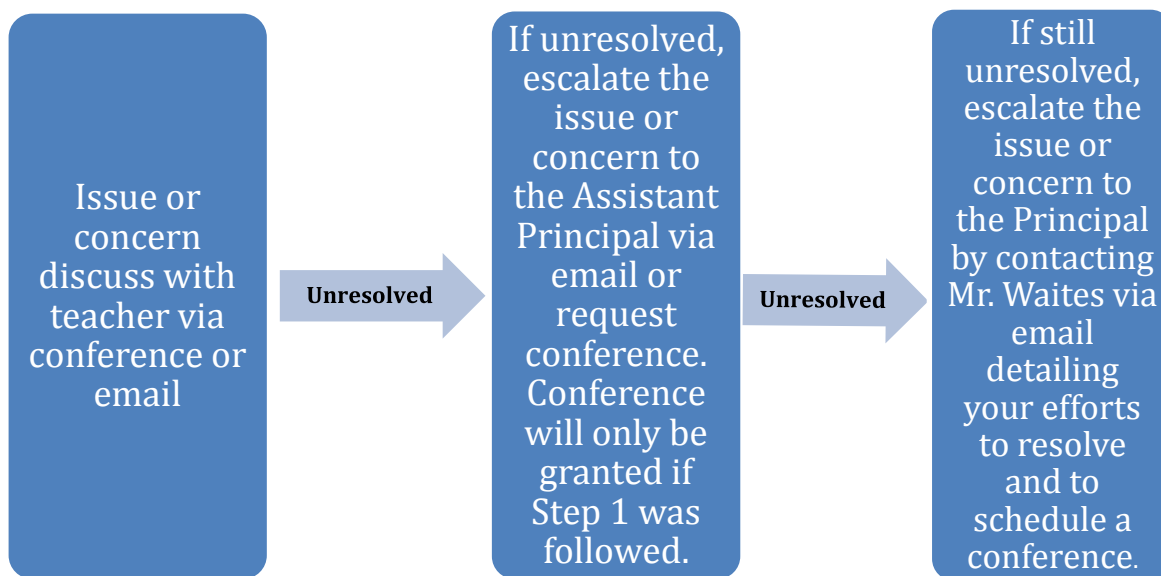 Issue or
concern
discuss with
teacher via
conference or
email
Unresolved
If unresolved,
escalate the
issue or
concern to
the Assistant
Principal via
email or
request
conference.
Conference
will only be
granted if
Step 1 was
followed.
Unresolved
If still
unresolved,
escalate the
issue or
concern to
the Principal
by contacting
Mr. Waites via
email
detailing
your efforts
to resolve
and to
schedule a
conference.